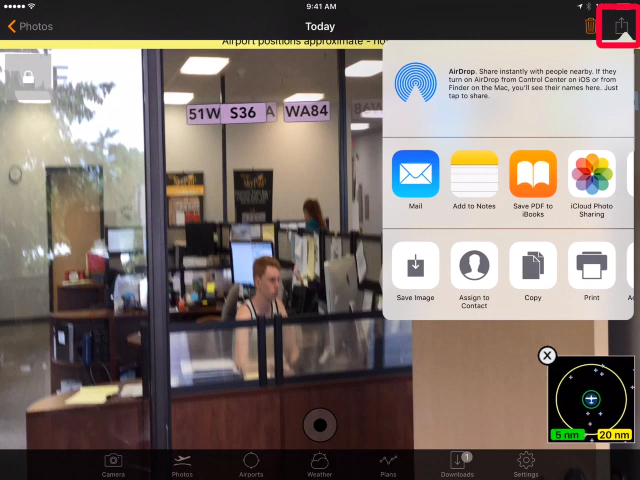 9:41 AM
Photos
Today
Airport positions approximate - no
51W
S36
A
WA84
86W
AirDrop. Share instantly with people nearby. If they
turn on AirDrop from Control Center on iOS or from
Finder on the Mac, you'll see their names here. Just
tap to share.
Mail
Add to Notes
Save PDF to
iBooks
iCloud Photo
Sharing
Save Image
Assign to
Contact
Copy
Print
5 nm
20 nm
Camera
Photos
Airports
Weather
Plans
1
Downloads
Settings